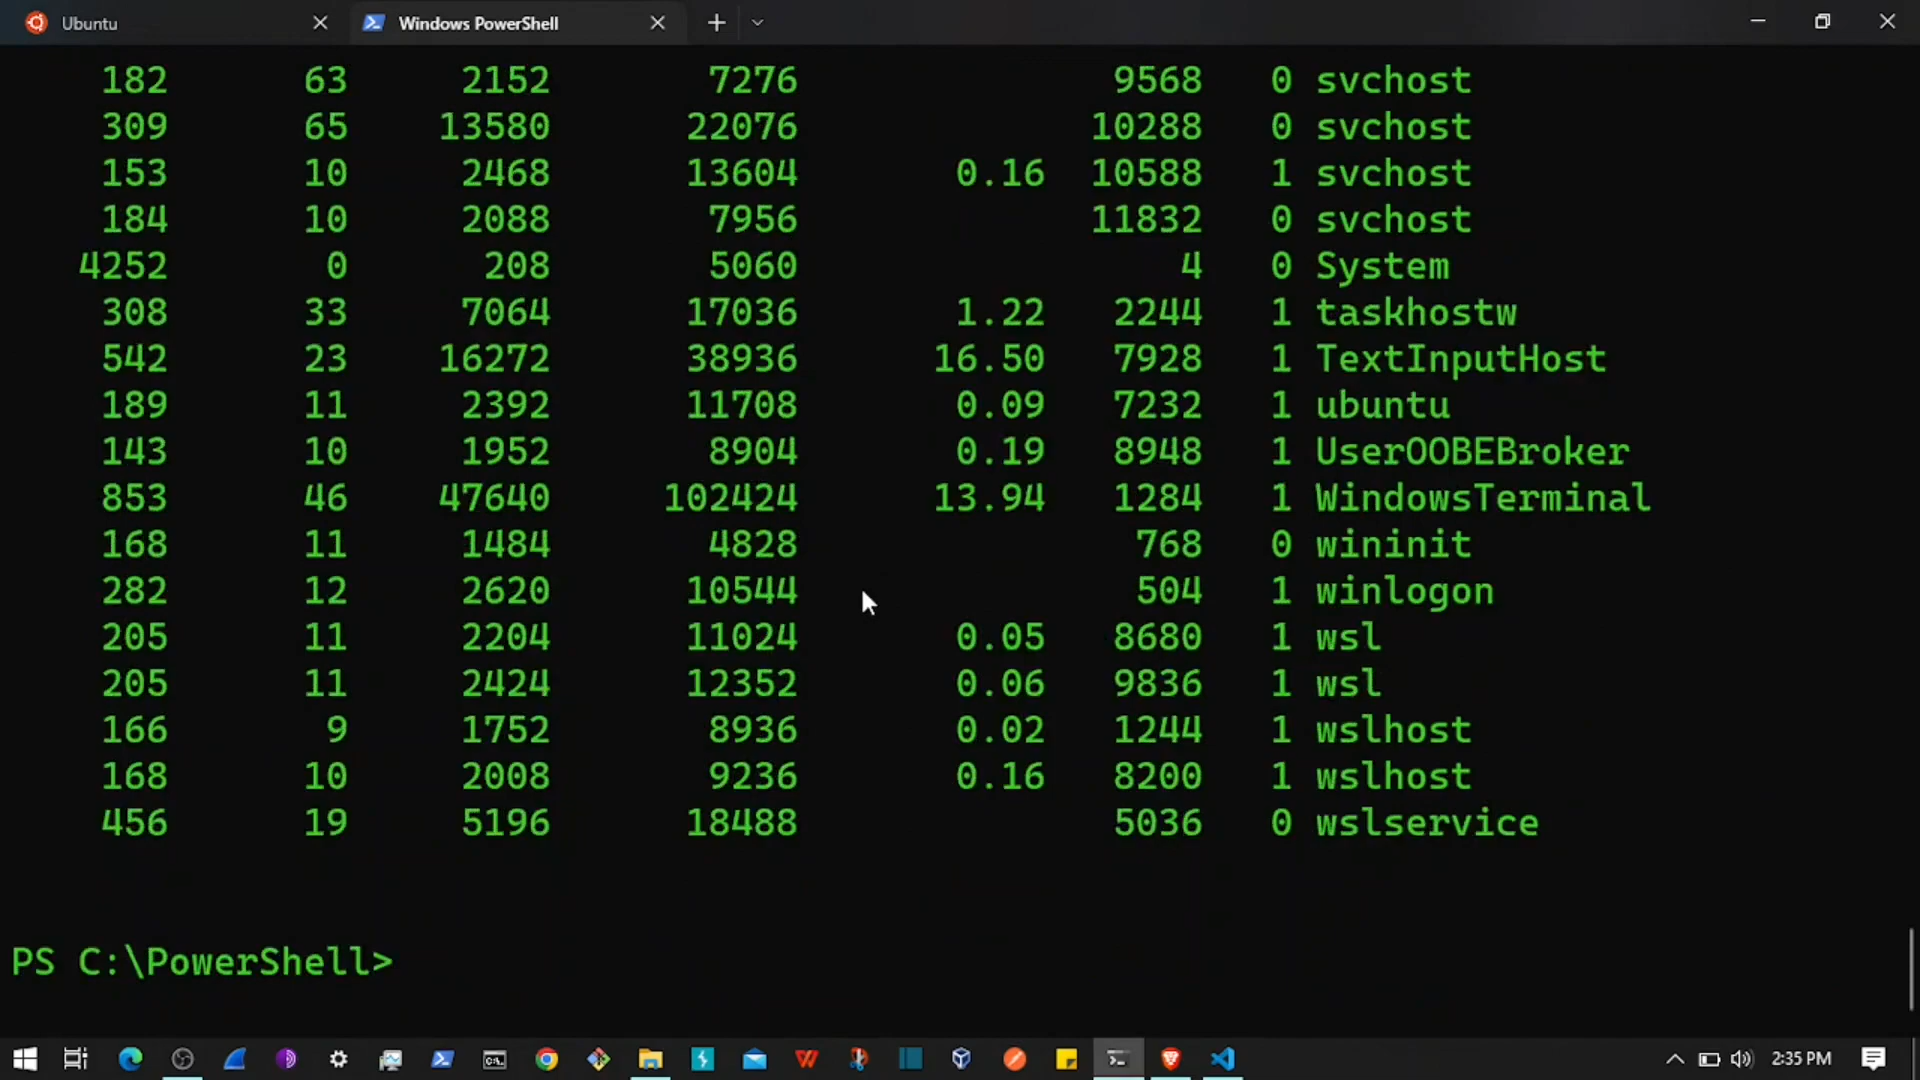 Ubuntu
Windows PowerShell
182 63 2152 7276 9568 0 svchost
309 65 13580 22076 10288 0 svchost
153 10 2468 13604 0.16 10588 1 svchost
184 10 2088 7956 11832 0 svchost
4252 0 208 5060 4 0 System
308 33 7064 17036 1.22 2244 1 taskhostw
542 23 16272 38936 16.50 7928 1 TextInputHost
189 11 2392 11708 0.09 7232 1 ubuntu
143 10 1952 8904 0.19 8948 1 UserOOBEBroker
853 46 47640 102424 13.94 1284 1 WindowsTerminal
168 11 1484 4828 768 0 wininit
282 12 2620 10544 504 1 winlogon
205 11 2204 11024 0.05 8680 1 wsl
205 11 2424 12352 0.06 9836 1 wsl
166 9 1752 8936 0.02 1244 1 wslhost
168 10 2008 9236 0.16 8200 1 wslhost
456 19 5196 18488 5036 0 wslservice
PS C:\PowerShell>
2:35 PM